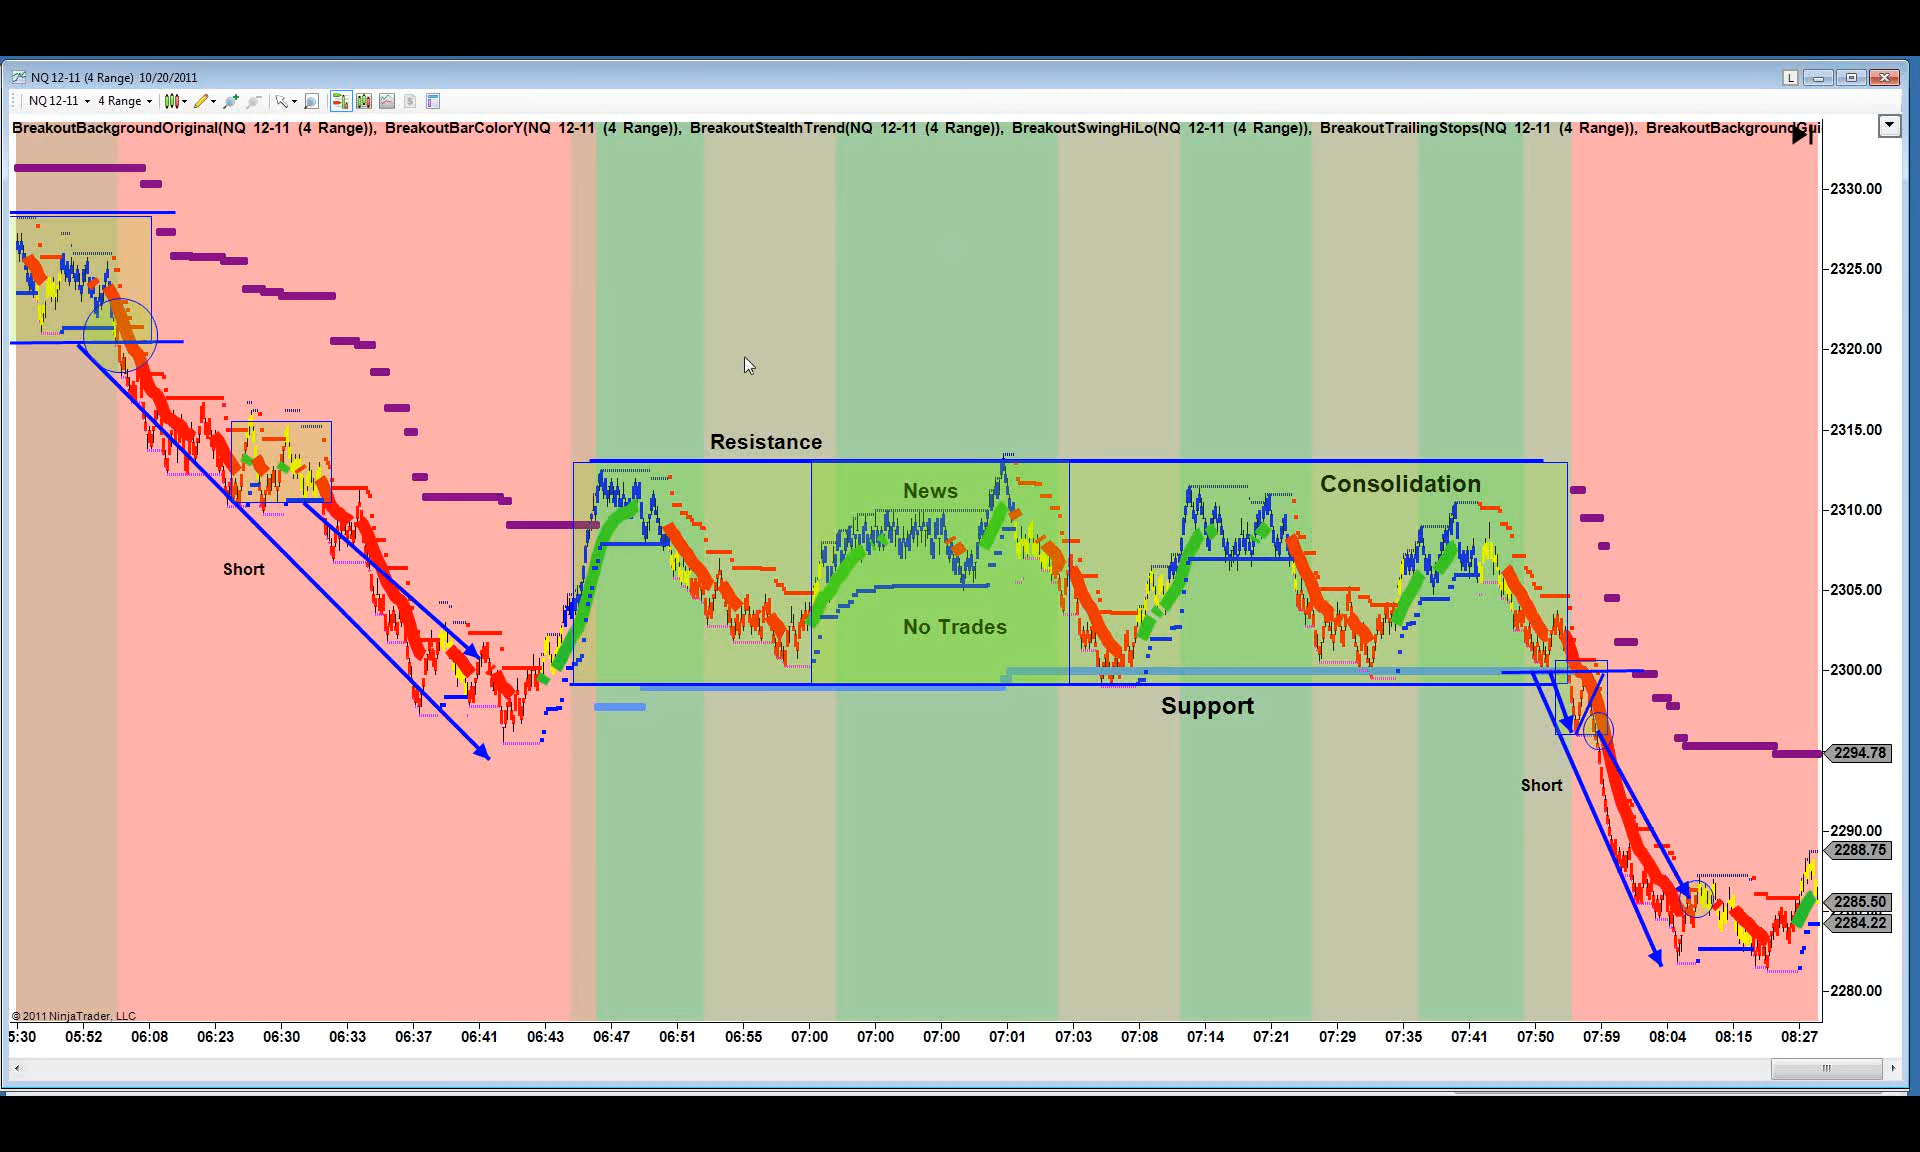 NQ 12-11 (4 Range) 10/20/2011
L
NQ 12-11 4 Range
BreakoutBackgroundOriginal(NQ 12-11 (4 Range)), BreakoutBarColorY(NQ 12-11 (4 Range)), BreakoutStealthTrend(NQ 12-11 (4 Range)), BreakoutSwingHiLo(NQ 12-11 (4 Range)), BreakoutTrailingStops(NQ 12-11 (4 Range)), BreakoutBackgroundGui
2330.00
2325.00
2320.00
2315.00
2310.00
2305.00
2300.00
2294.78
2290.00
2288.75
2285.50
2284.22
2280.00
Resistance
News
Consolidation
Short
No Trades
Support
Short
© 2011 NinjaTrader, LLC
5:30 05:52 06:08 06:23 06:30 06:33 06:37 06:41 06:43 06:47 06:51 06:55 07:00 07:00 07:00 07:01 07:03 07:08 07:14 07:21 07:29 07:35 07:41 07:50 07:59 08:04 08:15 08:27